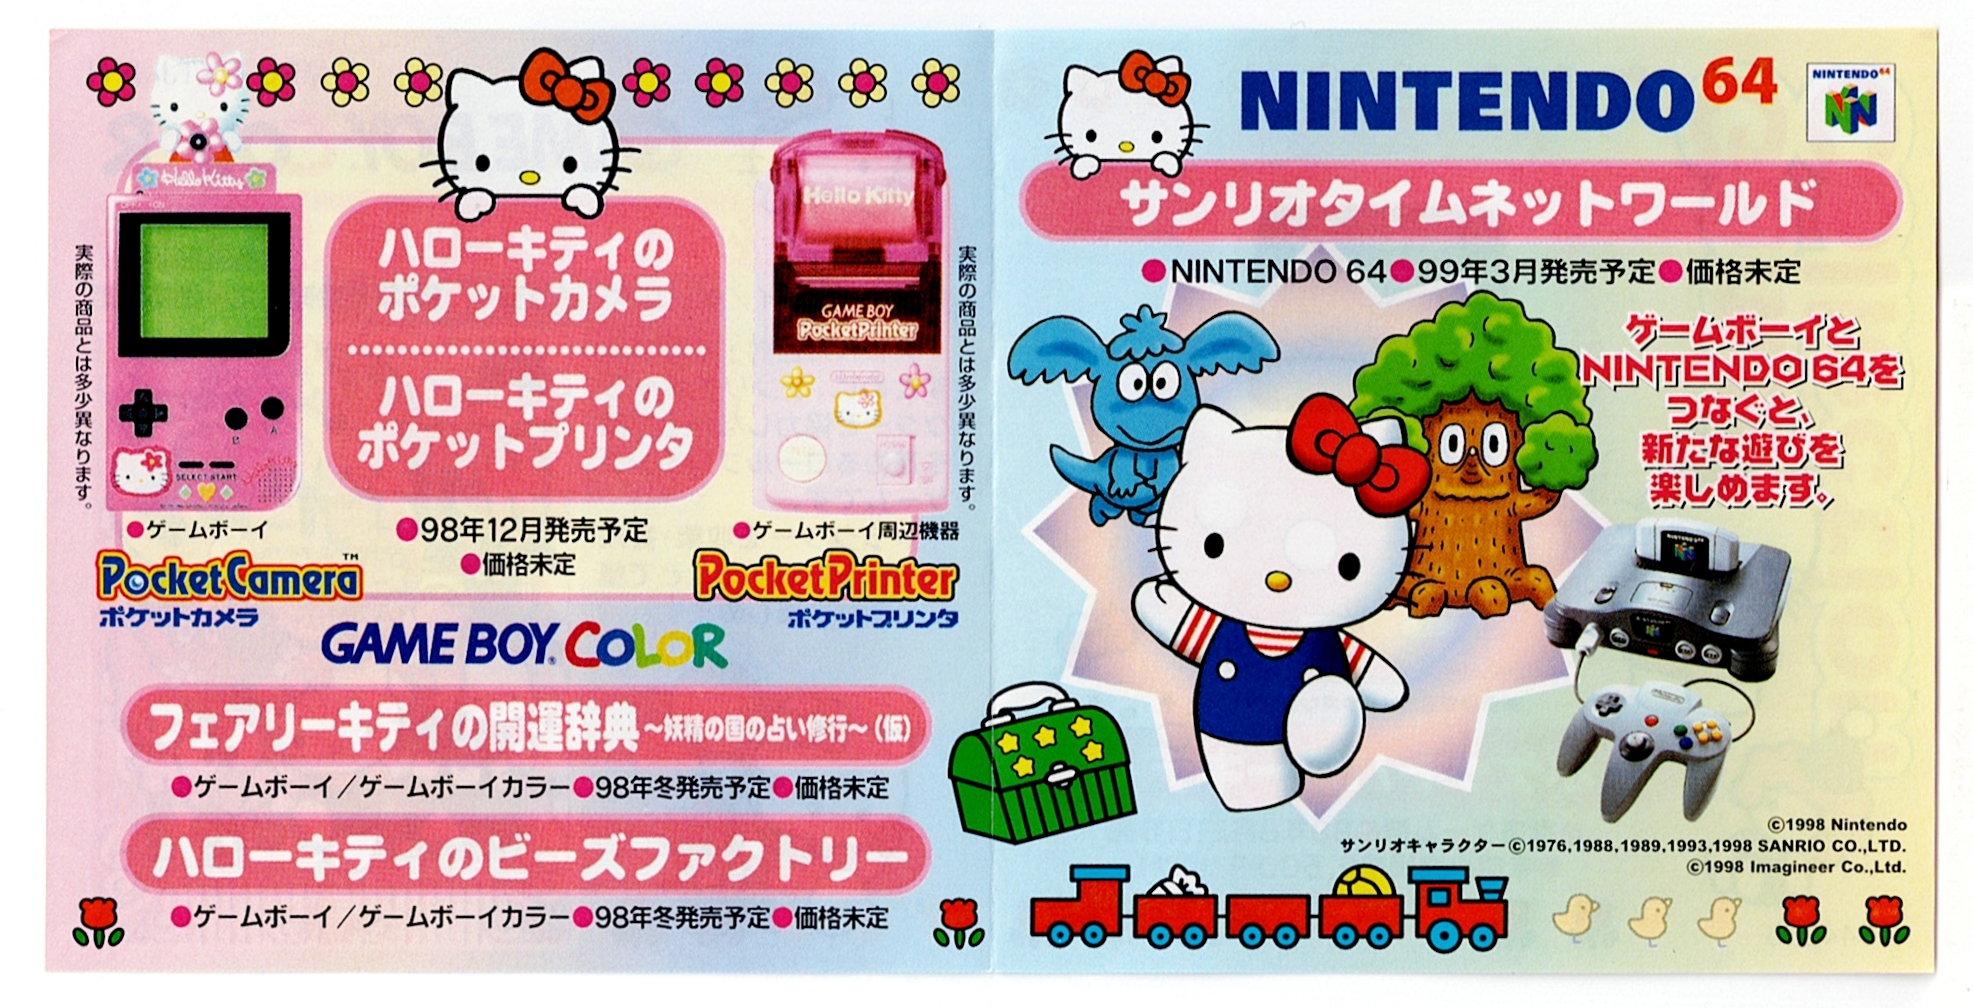 Hello Kitty
ハローキティの
ポケットカメラ
ハローキティの
ポケットプリンタ
Hello Kitty
GAME BOY
PocketPrinter
Nintendo
B A
SELECT START
実際の商品とは多少異なります。
実際の商品とは多少異なります。
●ゲームボーイ
PocketCamera™
ポケットカメラ
●98年12月発売予定
●価格未定
●ゲームボーイ周辺機器
PocketPrinter
ポケットプリンタ
GAME BOY COLOR
フェアリーキティの開運辞典～妖精の国の占い修行～(仮)
●ゲームボーイ／ゲームボーイカラー●98年冬発売予定●価格未定
ハローキティのビーズファクトリー
●ゲームボーイ／ゲームボーイカラー●98年冬発売予定●価格未定
NINTENDO64
NINTENDO64
サンリオタイムネットワールド
●NINTENDO 64●99年3月発売予定●価格未定
ゲームボーイと
NINTENDO 64を
つなぐと、
新たな遊びを
楽しめます。
NINTENDO64
©1998 Nintendo
サンリオキャラクター©1976,1988,1989,1993,1998 SANRIO CO.,LTD.
©1998 Imagineer Co.,Ltd.